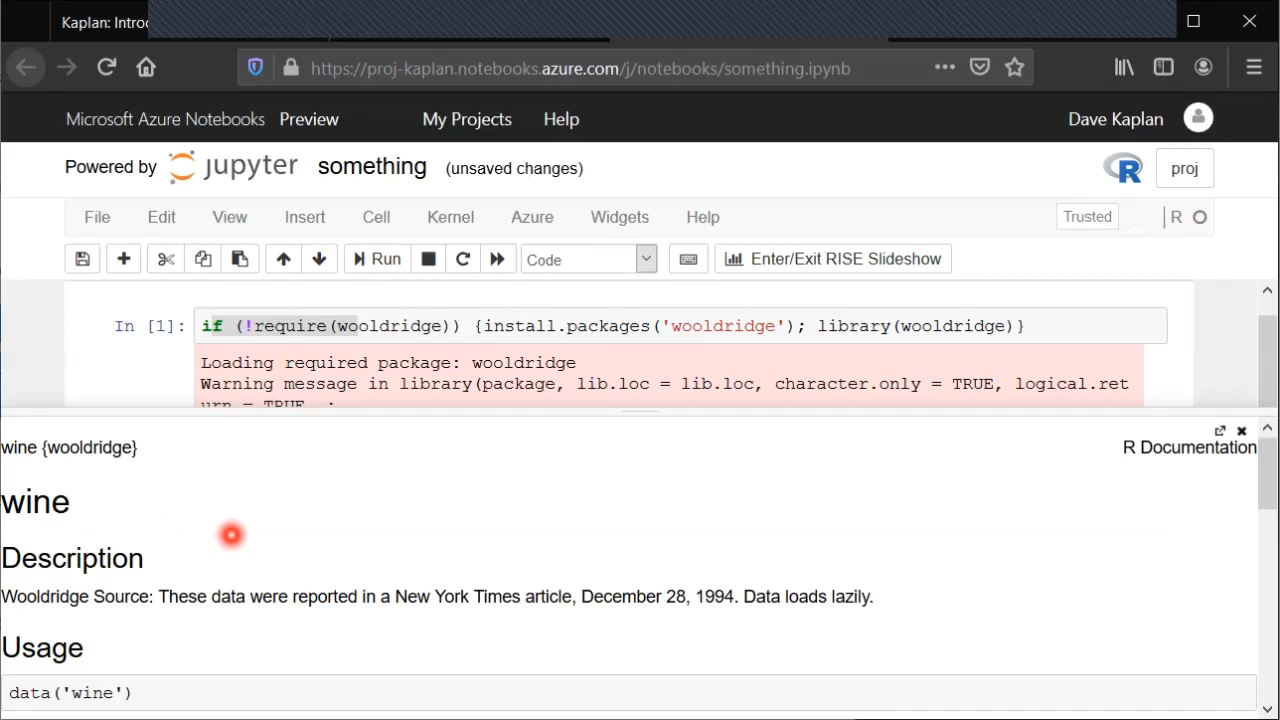 Kaplan: Introd
https://proj-kaplan.notebooks.azure.com/j/notebooks/something.ipynb
Microsoft Azure Notebooks Preview My Projects Help Dave Kaplan
Powered by jupyter something (unsaved changes) R proj
File Edit View Insert Cell Kernel Azure Widgets Help Trusted R
Run Code Enter/Exit RISE Slideshow
In [1]: if (!require(wooldridge)) {install.packages('wooldridge'); library(wooldridge)}
Loading required package: wooldridge
Warning message in library(package, lib.loc = lib.loc, character.only = TRUE, logical.ret
urn = TRUE, :
wine {wooldridge} R Documentation
wine
Description
Wooldridge Source: These data were reported in a New York Times article, December 28, 1994. Data loads lazily.
Usage
data('wine')